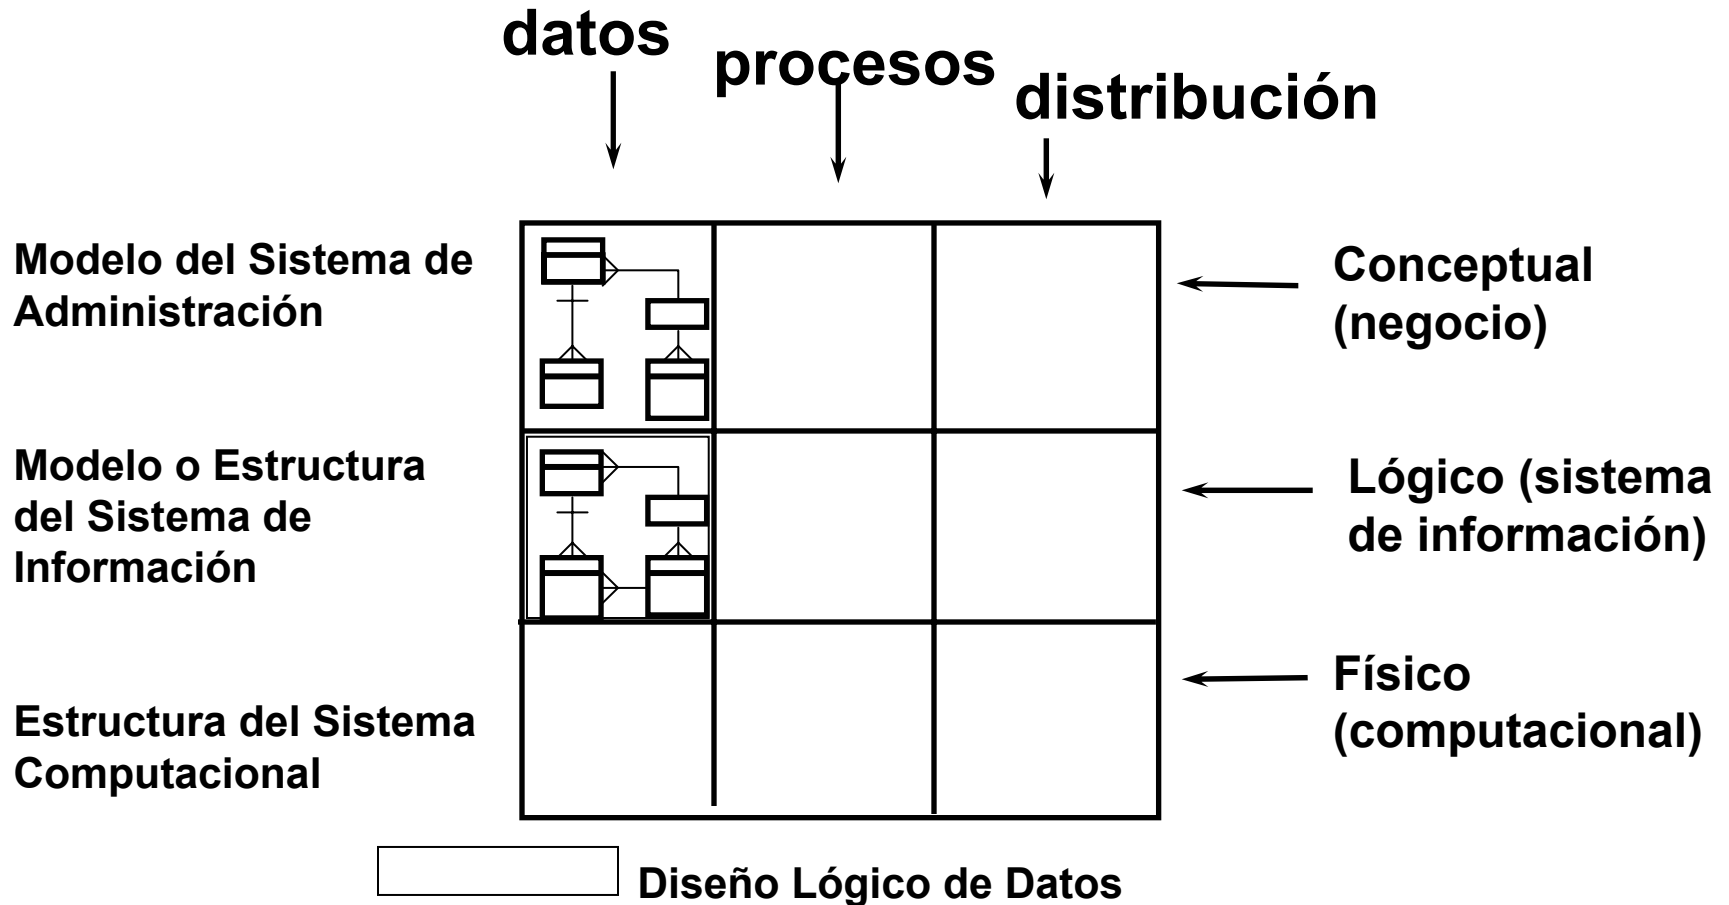 datos
procesos
distribución
Modelo del Sistema de
Administración
Conceptual
(negocio)
Modelo o Estructura
del Sistema de
Información
Lógico (sistema
de información)
Estructura del Sistema
Computacional
Físico
(computacional)
Diseño Lógico de Datos